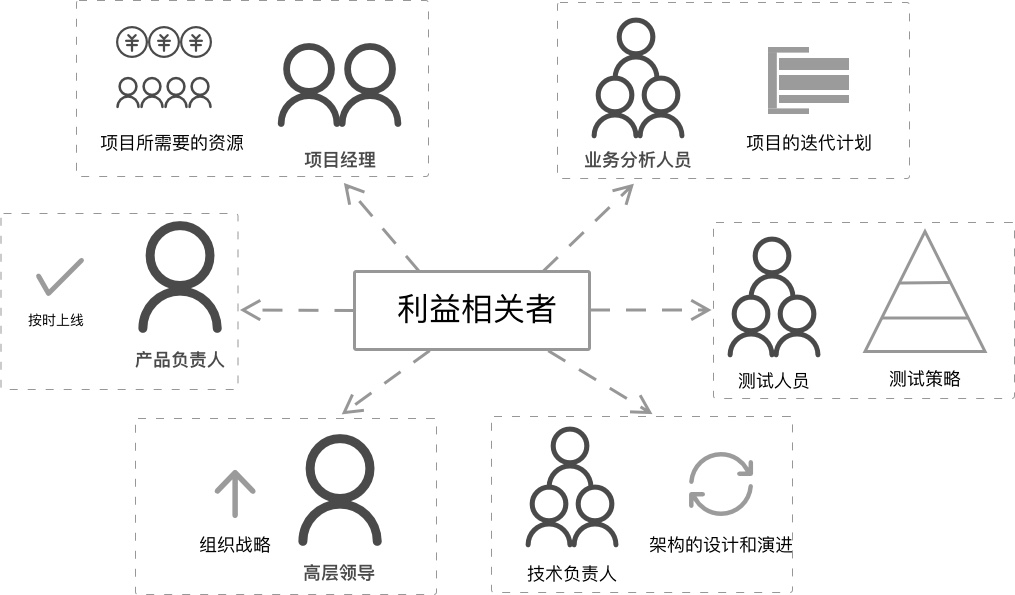 项目所需要的资源
项目经理
业务分析人员
项目的迭代计划
按时上线
产品负责人
利益相关者
测试人员
测试策略
组织战略
高层领导
技术负责人
架构的设计和演进